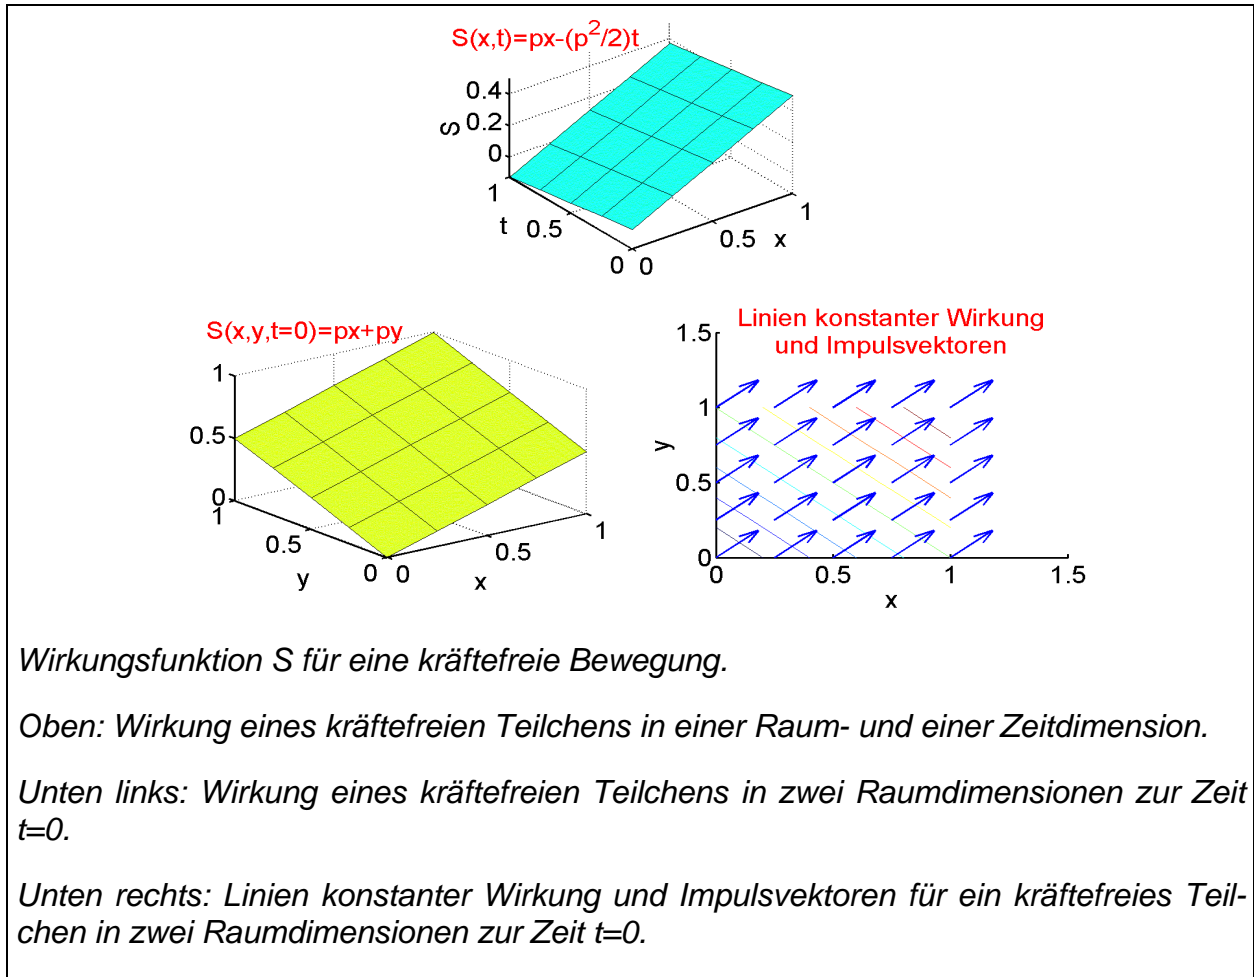 S(x,t)=px-(p²/2)t
0.4
0.2
0
S
1
0.5
0
t
0
0.5
1
x
S(x,y,t=0)=px+py
1
0.5
0
1
0.5
0
y
0
0.5
1
x
Linien konstanter Wirkung
und Impulsvektoren
1.5
1
0.5
0
y
0
0.5
1
1.5
x
Wirkungsfunktion S für eine kräftefreie Bewegung.
Oben: Wirkung eines kräftefreien Teilchens in einer Raum- und einer Zeitdimension.
Unten links: Wirkung eines kräftefreien Teilchens in zwei Raumdimensionen zur Zeit
t=0.
Unten rechts: Linien konstanter Wirkung und Impulsvektoren für ein kräftefreies Teil-
chen in zwei Raumdimensionen zur Zeit t=0.